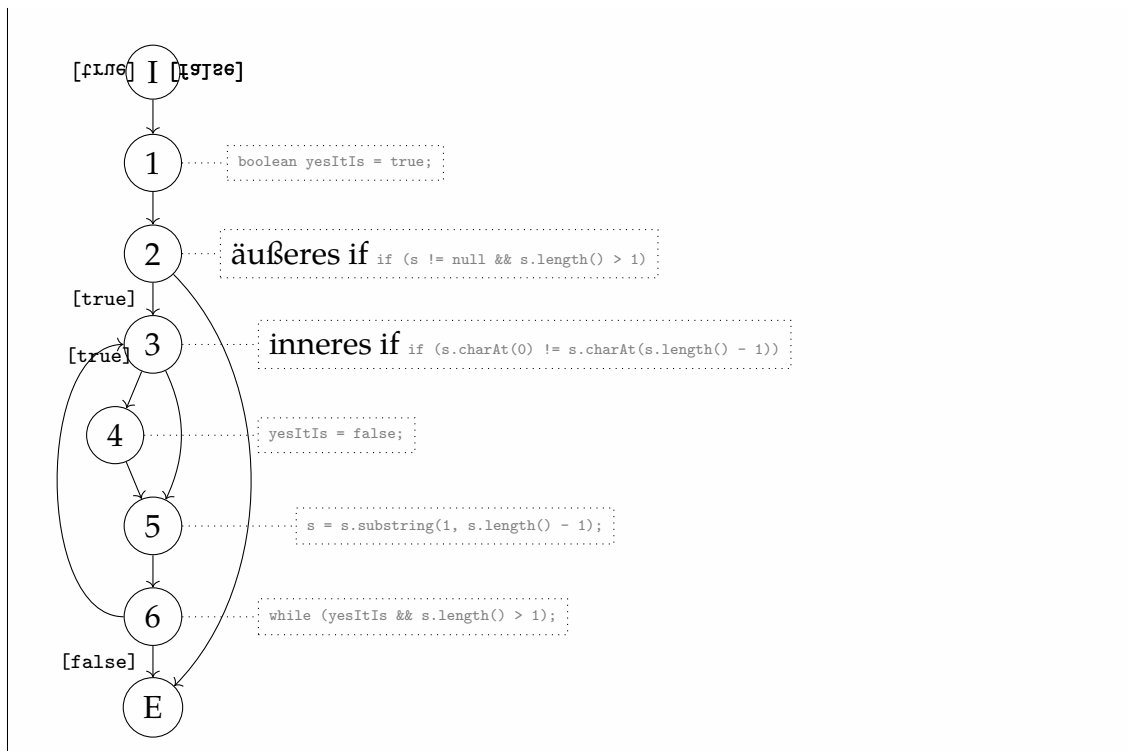 [true] I [false]
1 boolean yesItIs = true;
2 äußeres if if (s != null && s.length() > 1)
[true]
3 inneres if if (s.charAt(0) != s.charAt(s.length() - 1))
[true]
4 yesItIs = false;
5 s = s.substring(1, s.length() - 1);
6 while (yesItIs && s.length() > 1);
[false]
E